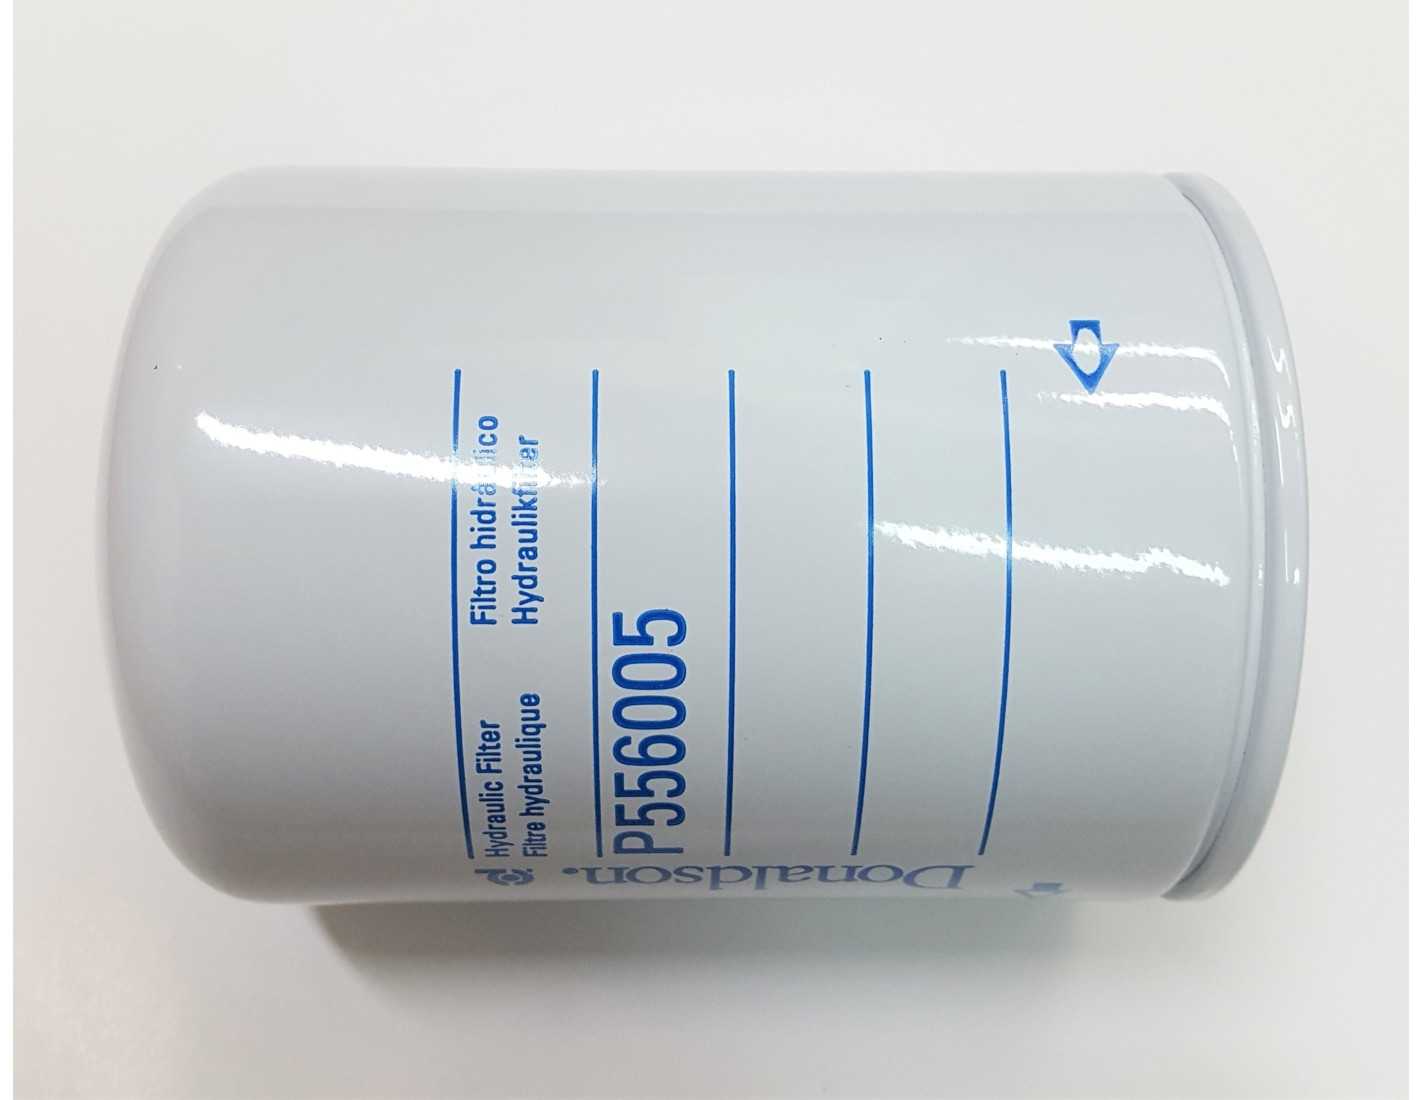 Hydraulic Filter Filtro hidráulico
Filtre hydraulique Hydraulikfilter
P556005
Donaldson.